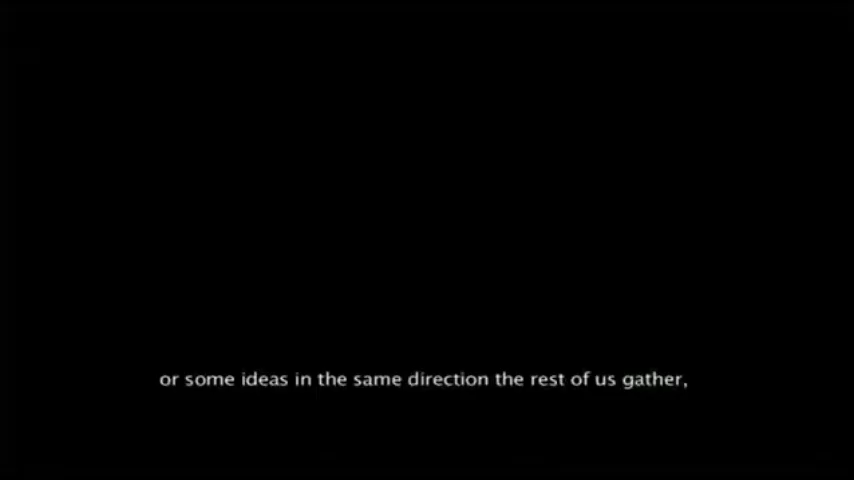 or some ideas in the same direction the rest of us gather,